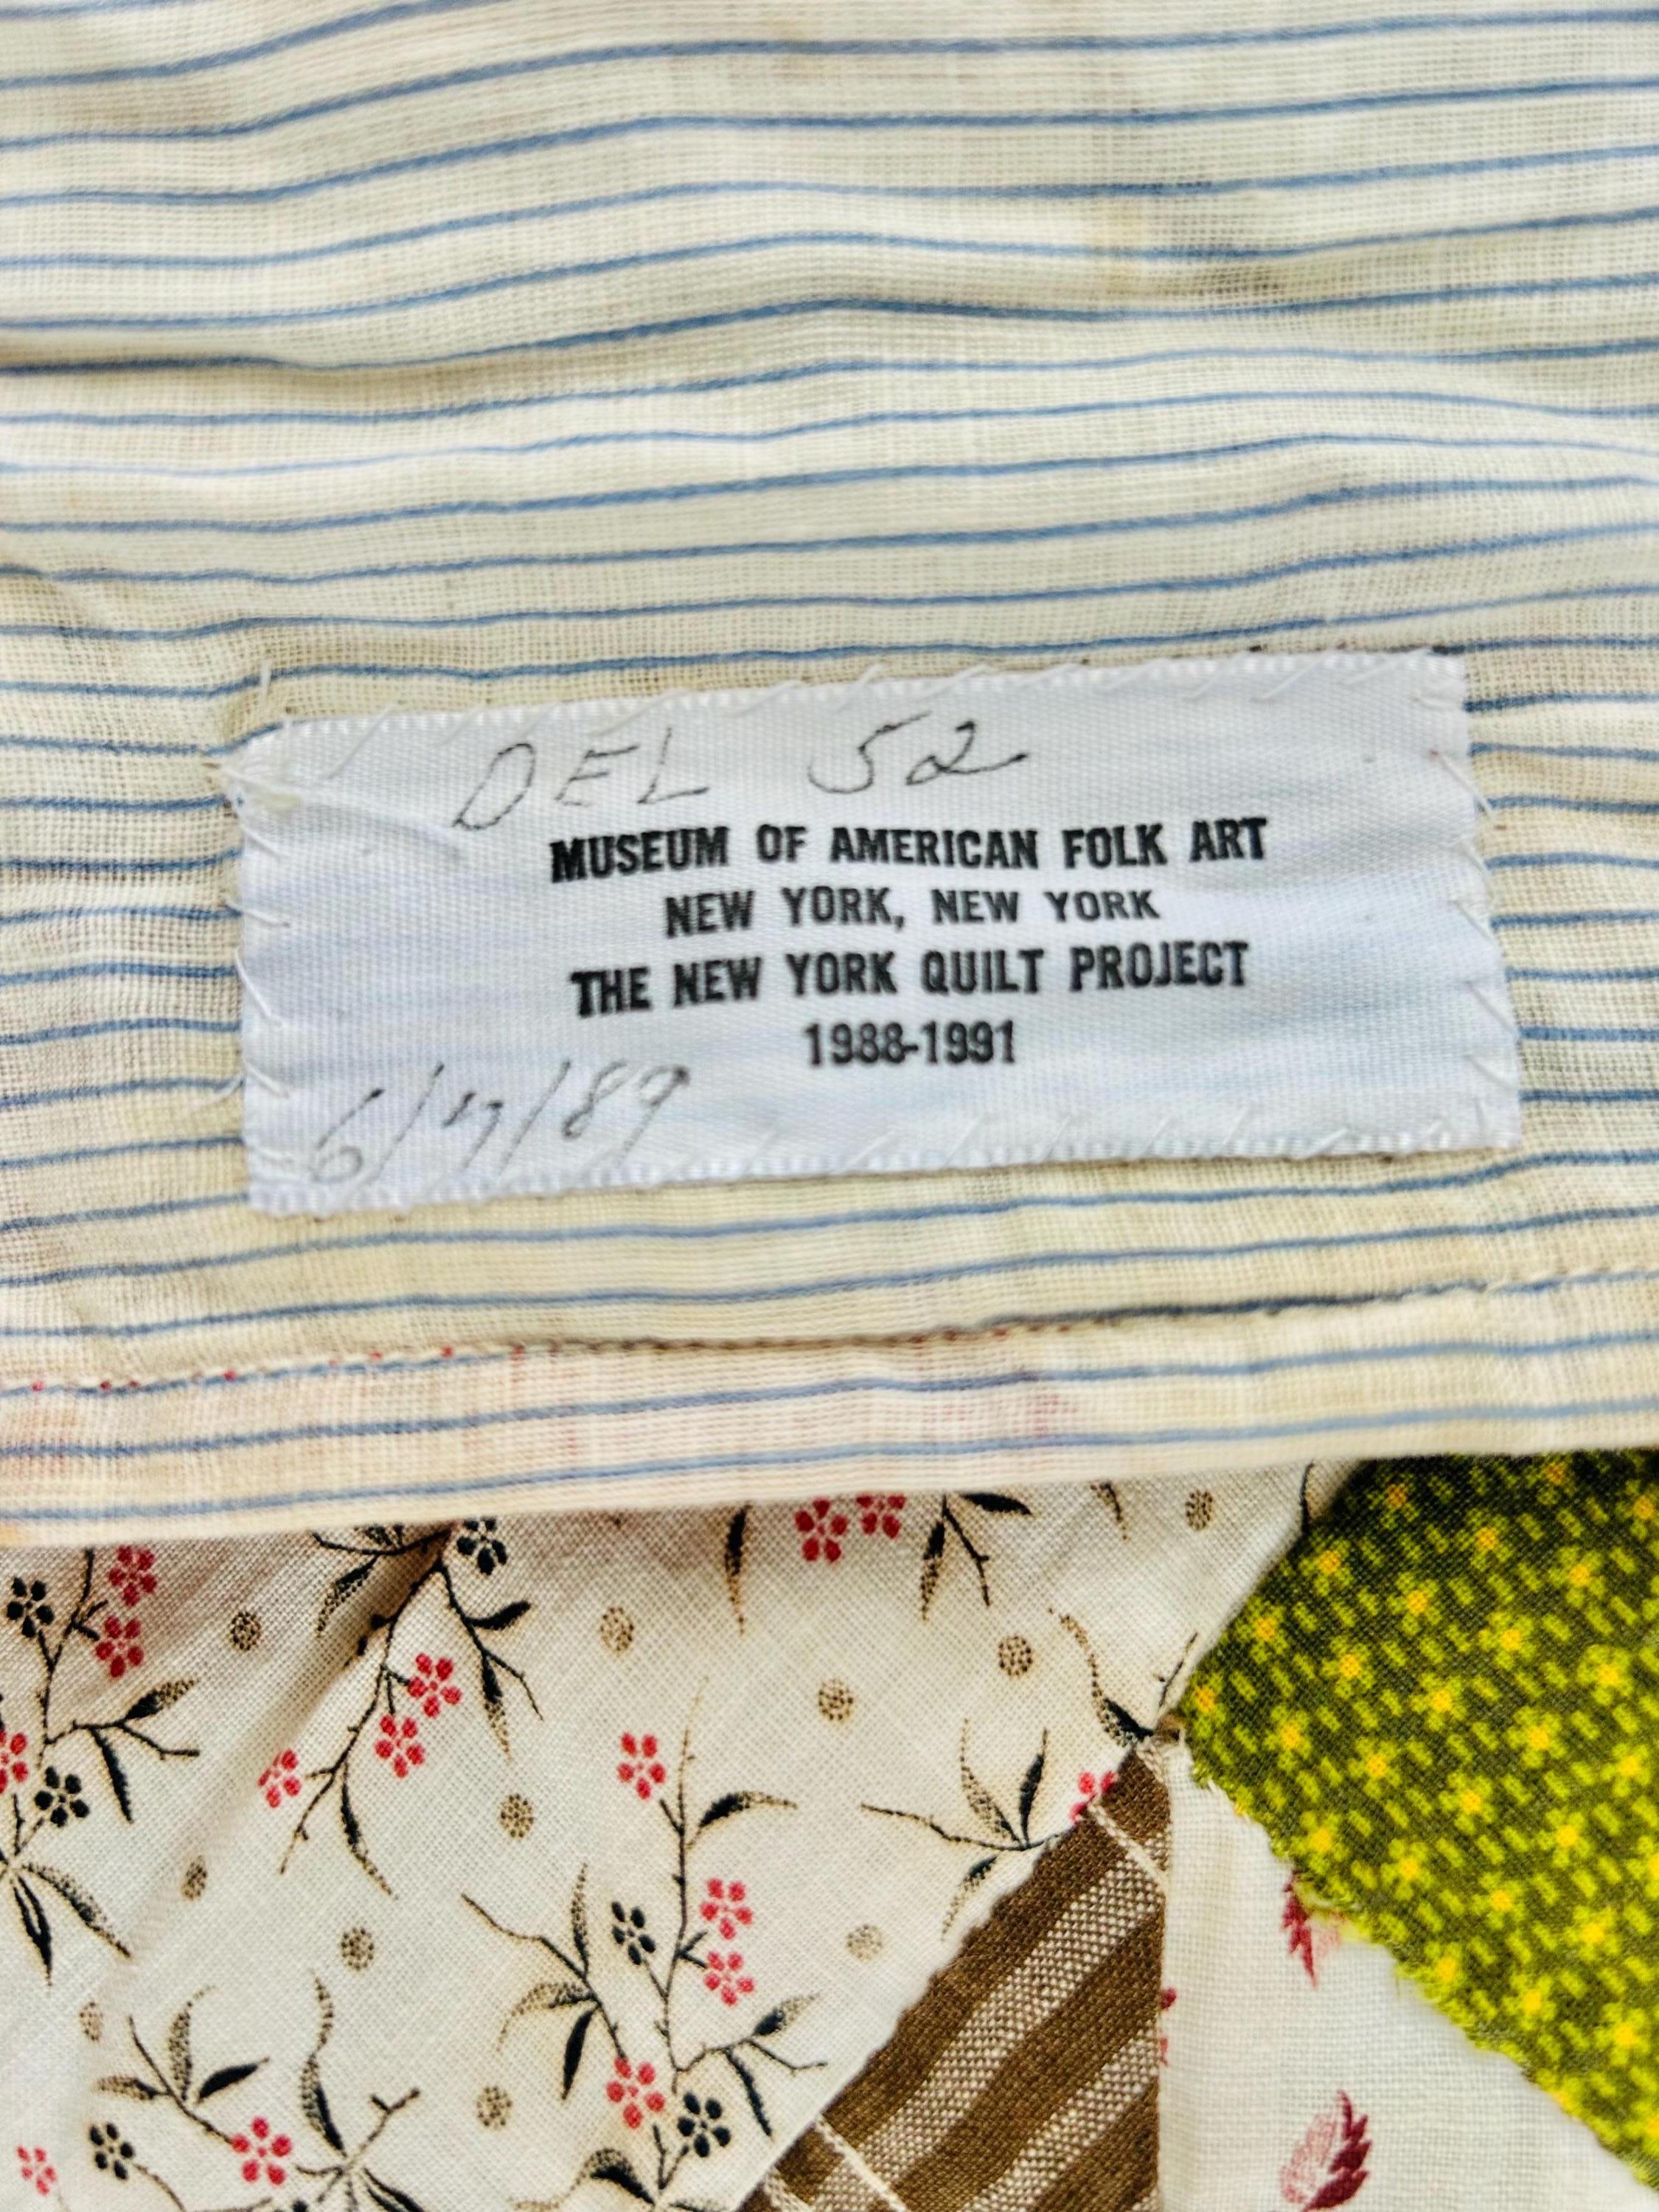 DEL 52
MUSEUM OF AMERICAN FOLK ART
NEW YORK, NEW YORK
THE NEW YORK QUILT PROJECT
1988-1991
6/7/89